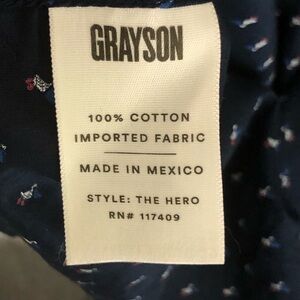 GRAYSON
100% COTTON
IMPORTED FABRIC
MADE IN MEXICO
STYLE: THE HERO
RN# 117409